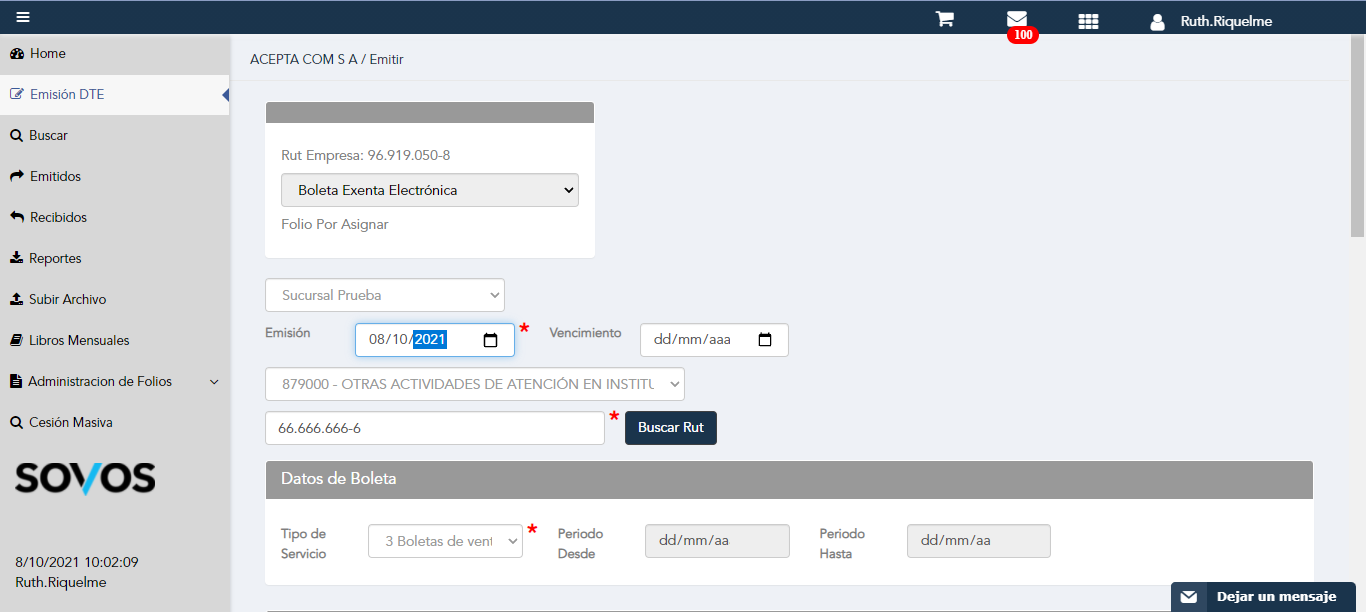 100
Ruth.Riquelme
Home
Emisión DTE
Buscar
Emitidos
Recibidos
Reportes
Subir Archivo
Libros Mensuales
Administracion de Folios
Cesión Masiva
SOVOS
8/10/2021 10:02:09
Ruth.Riquelme
ACEPTA COM S A / Emitir
Rut Empresa: 96.919.050-8
Boleta Exenta Electrónica
Folio Por Asignar
Sucursal Prueba
Emisión 08/10/2021 * Vencimiento dd/mm/aaa
879000 - OTRAS ACTIVIDADES DE ATENCIÓN EN INSTITU
66.666.666-6 * Buscar Rut
Datos de Boleta
Tipo de Servicio 3 Boletas de vent * Periodo Desde dd/mm/aa Periodo Hasta dd/mm/aa
Dejar un mensaje